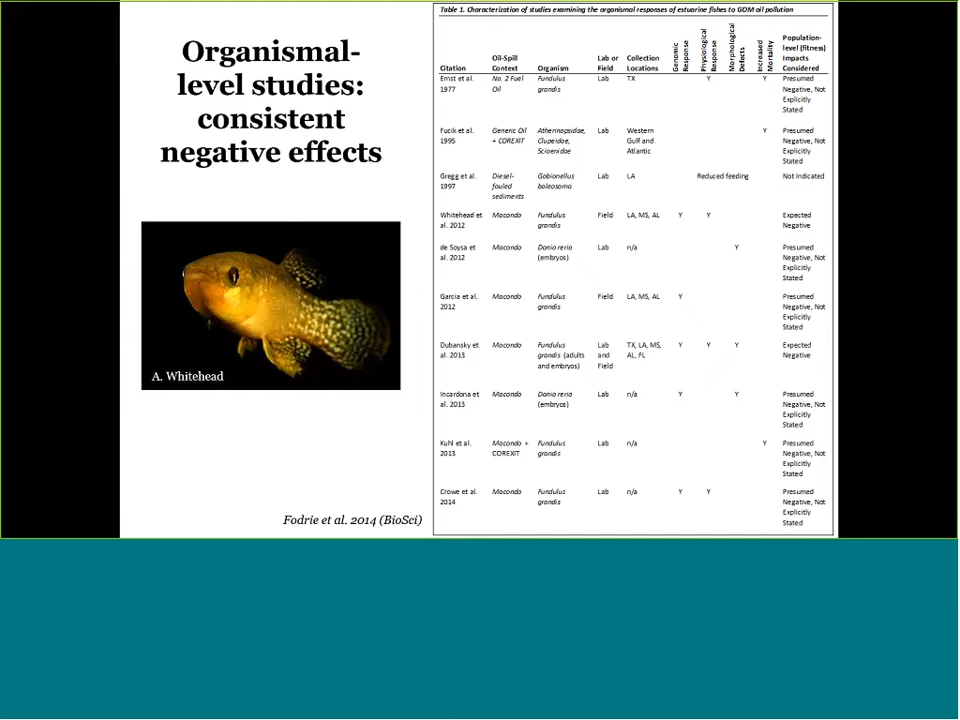 Organismal-
level studies:
consistent
negative effects
A. Whitehead
Fodrie et al. 2014 (BioSci)
Table 1. Characterization of studies examining the organismal responses of estuarine fishes to GOM oil pollution
Citation Oil-Spill Context Organism Lab or Field Collection Locations Genomic Response Physiological Response Morphological Defects Increased Mortality Population-level (fitness) Impacts Considered
Ernst et al. No. 2 Fuel Fundulus Lab TX Y Y Presumed
1977 Oil grandis Negative, Not
Explicitly
Stated
Fucik et al. Generic Oil Atherinopsidae, Lab Western Y Presumed
1995 + COREXIT Clupeidae, Gulf and Negative, Not
Sciaenidae Atlantic Explicitly
Stated
Gregg et al. Diesel- Gobionellus Lab LA Reduced feeding Not Indicated
1997 fouled boleosoma
sediments
Whitehead et Macondo Fundulus Field LA, MS, AL Y Y Expected
al. 2012 grandis Negative
de Soysa et Macondo Danio rerio Lab n/a Y Presumed
al. 2012 (embryos) Negative, Not
Explicitly
Stated
Garcia et al. Macondo Fundulus Field LA, MS, AL Y Presumed
2012 grandis Negative, Not
Explicitly
Stated
Dubansky et Macondo Fundulus Lab TX, LA, MS, Y Y Y Expected
al. 2013 grandis (adults and AL, FL Negative
and embryos) Field
Incardona et Macondo Danio rerio Lab n/a Y Y Presumed
al. 2013 (embryos) Negative, Not
Explicitly
Stated
Kuhl et al. Macondo + Fundulus Lab n/a Y Presumed
2013 COREXIT grandis Negative, Not
Explicitly
Stated
Crowe et al. Macondo Fundulus Lab n/a Y Y Presumed
2014 grandis Negative, Not
Explicitly
Stated